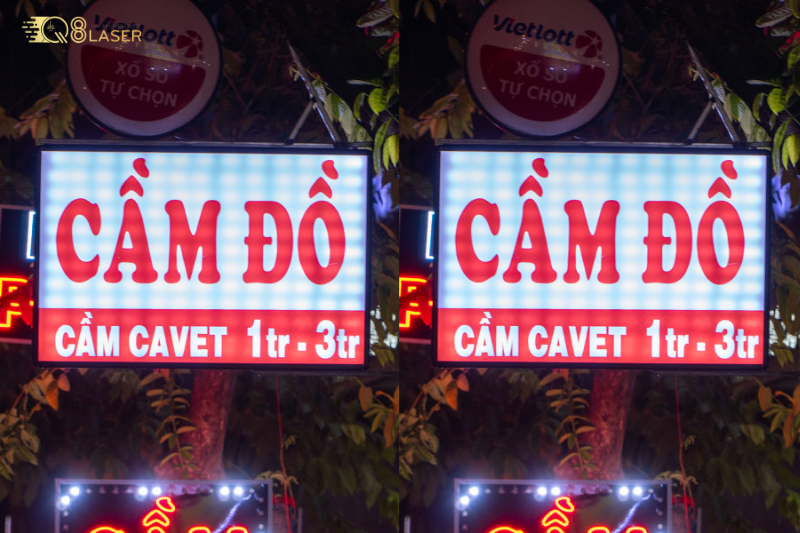 Q8LASER
Vietlott
XỔ SỐ
TỰ CHỌN
CẦM ĐỒ
CẦM CAVET 1tr - 3tr
Vietlott
XỔ SỐ
TỰ CHỌN
CẦM ĐỒ
CẦM CAVET 1tr - 3tr